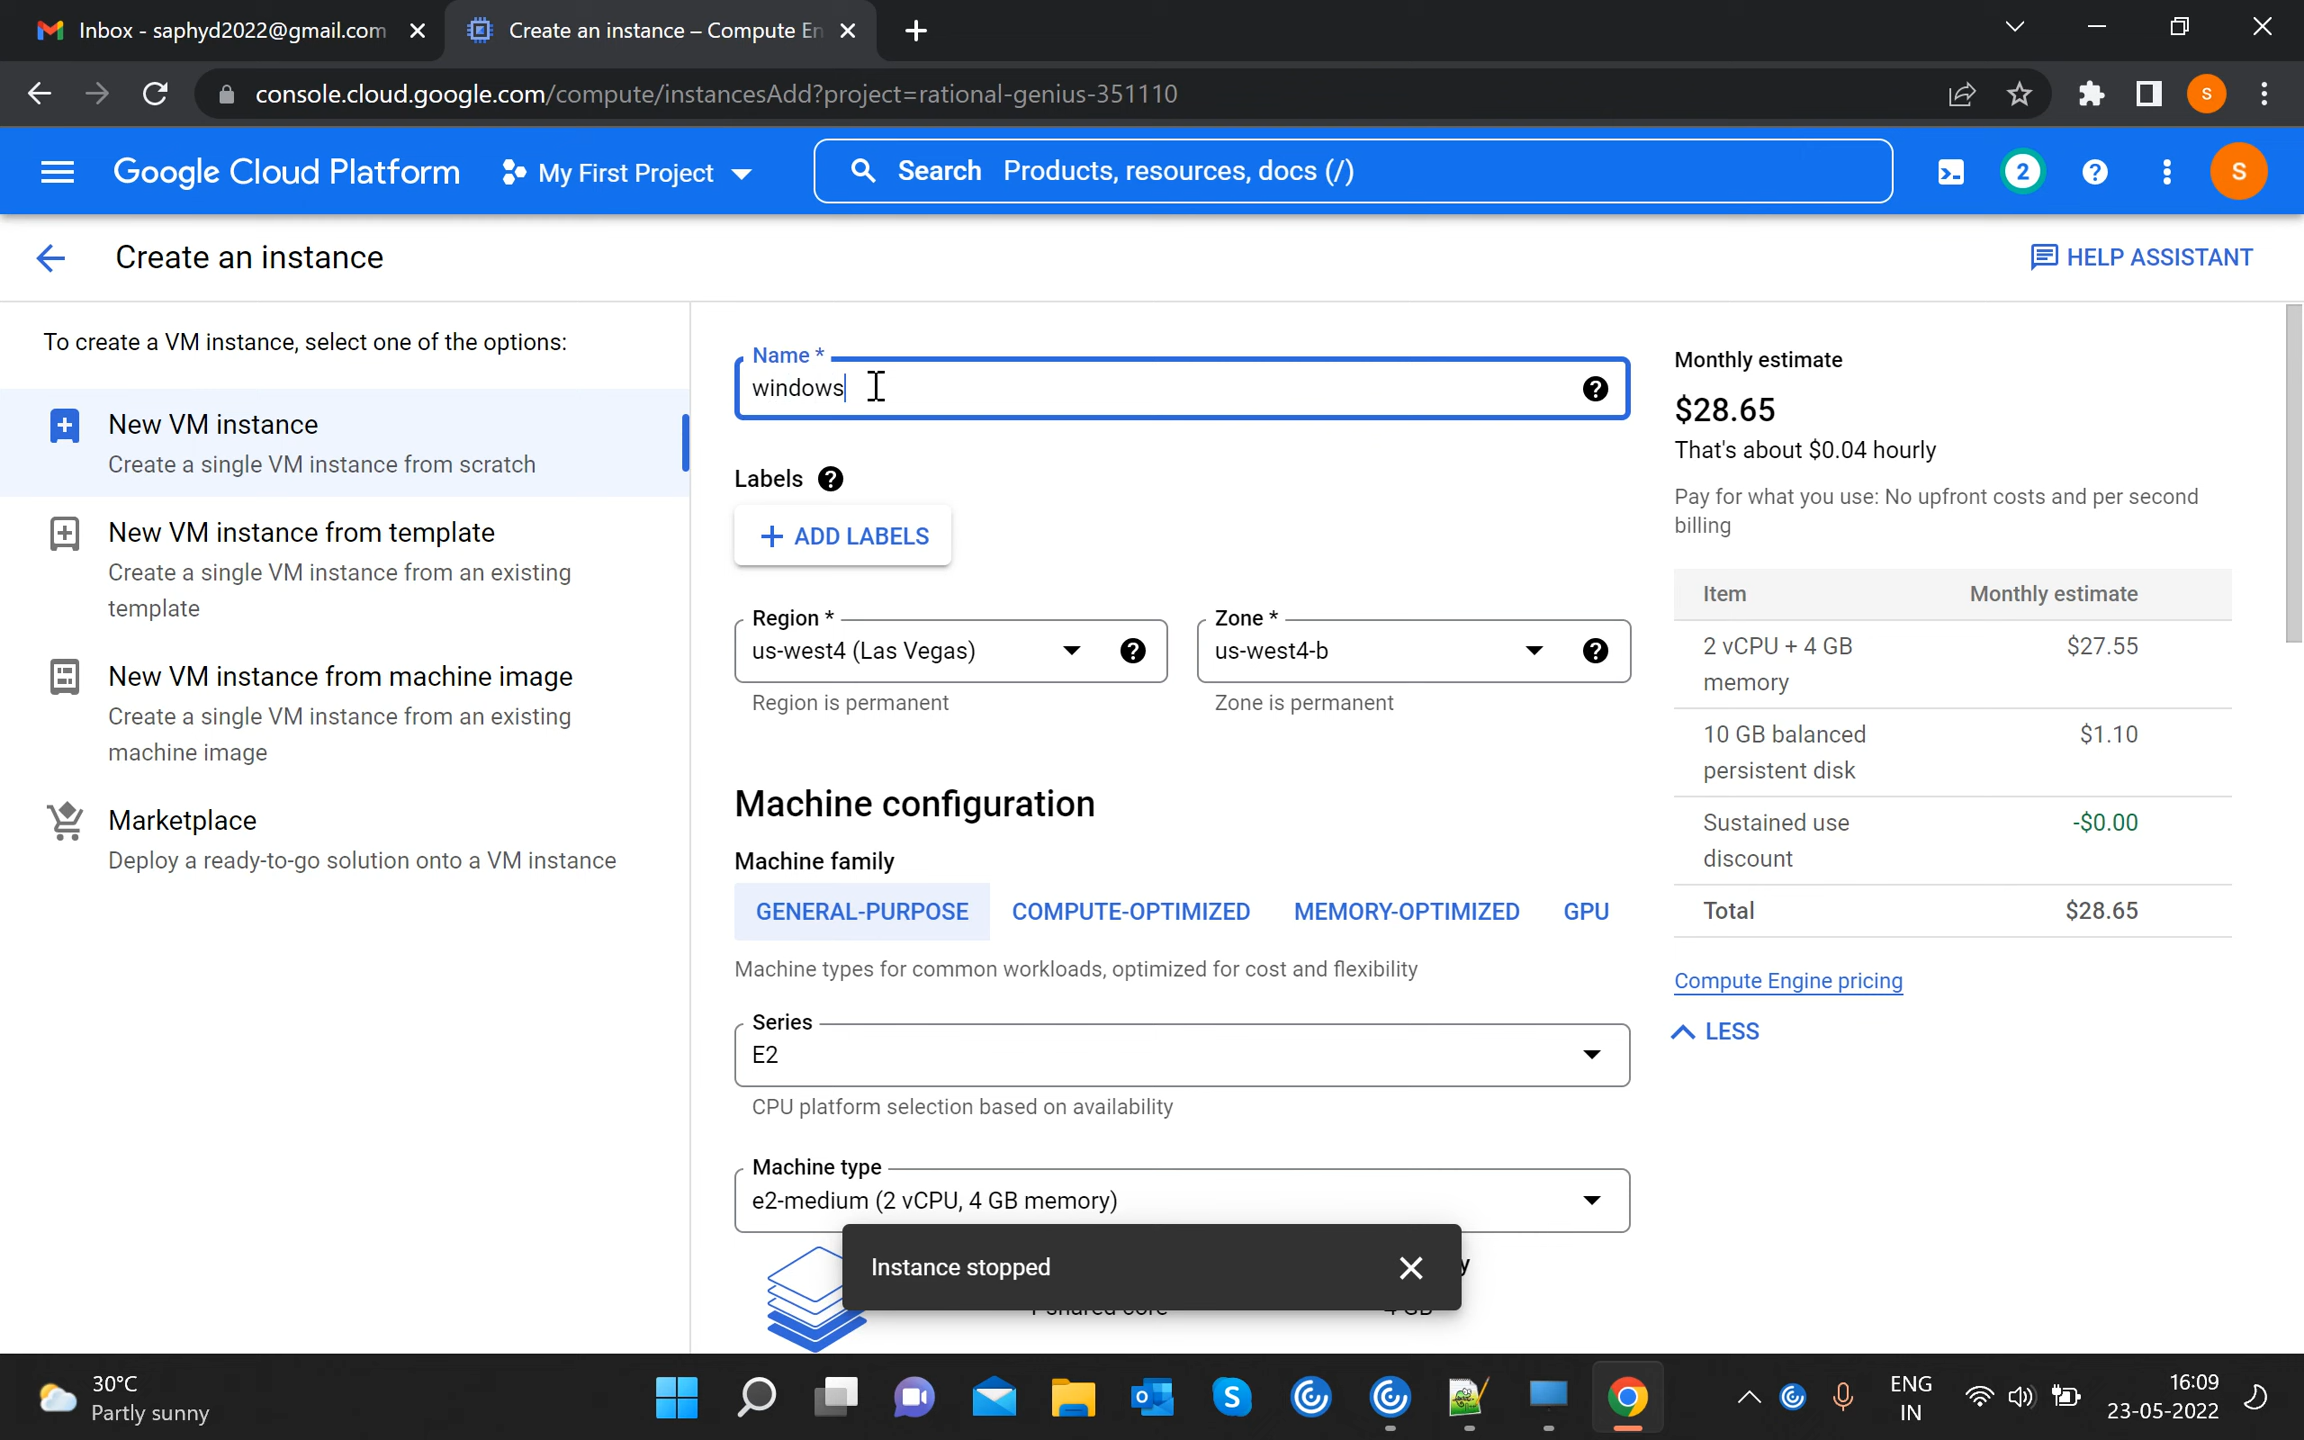 Inbox - saphyd2022@gmail.com
Create an instance – Compute En
console.cloud.google.com/compute/instancesAdd?project=rational-genius-351110
S
Google Cloud Platform
My First Project
Search Products, resources, docs (/)
2
S
Create an instance
HELP ASSISTANT
To create a VM instance, select one of the options:
New VM instance
Create a single VM instance from scratch
New VM instance from template
Create a single VM instance from an existing
template
New VM instance from machine image
Create a single VM instance from an existing
machine image
Marketplace
Deploy a ready-to-go solution onto a VM instance
Name *
windows
Labels
+ ADD LABELS
Region *
us-west4 (Las Vegas)
Region is permanent
Zone *
us-west4-b
Zone is permanent
Machine configuration
Machine family
GENERAL-PURPOSE
COMPUTE-OPTIMIZED
MEMORY-OPTIMIZED
GPU
Machine types for common workloads, optimized for cost and flexibility
Series
E2
CPU platform selection based on availability
Machine type
e2-medium (2 vCPU, 4 GB memory)
Instance stopped
Monthly estimate
$28.65
That's about $0.04 hourly
Pay for what you use: No upfront costs and per second
billing
Item Monthly estimate
2 vCPU + 4 GB $27.55
memory
10 GB balanced $1.10
persistent disk
Sustained use -$0.00
discount
Total $28.65
Compute Engine pricing
LESS
30°C
Partly sunny
ENG
IN
16:09
23-05-2022